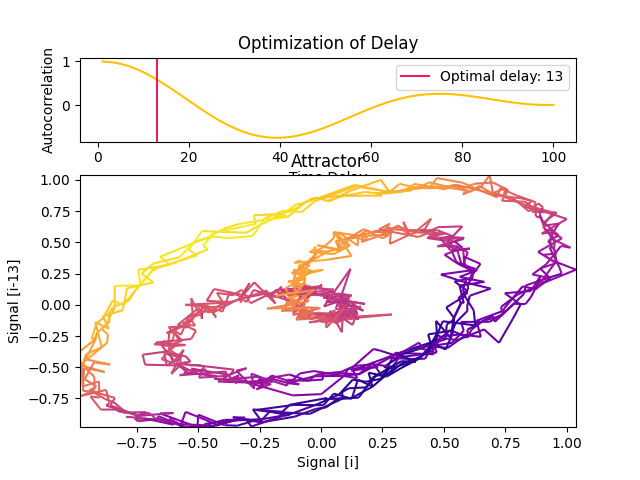 Optimization of Delay
Autocorrelation
1
0
Optimal delay: 13
0 20 40 60 80 100
Attractor
Signal [i-13]
1.00
0.75
0.50
0.25
0.00
−0.25
−0.50
−0.75
−0.75 −0.50 −0.25 0.00 0.25 0.50 0.75 1.00
Signal [i]